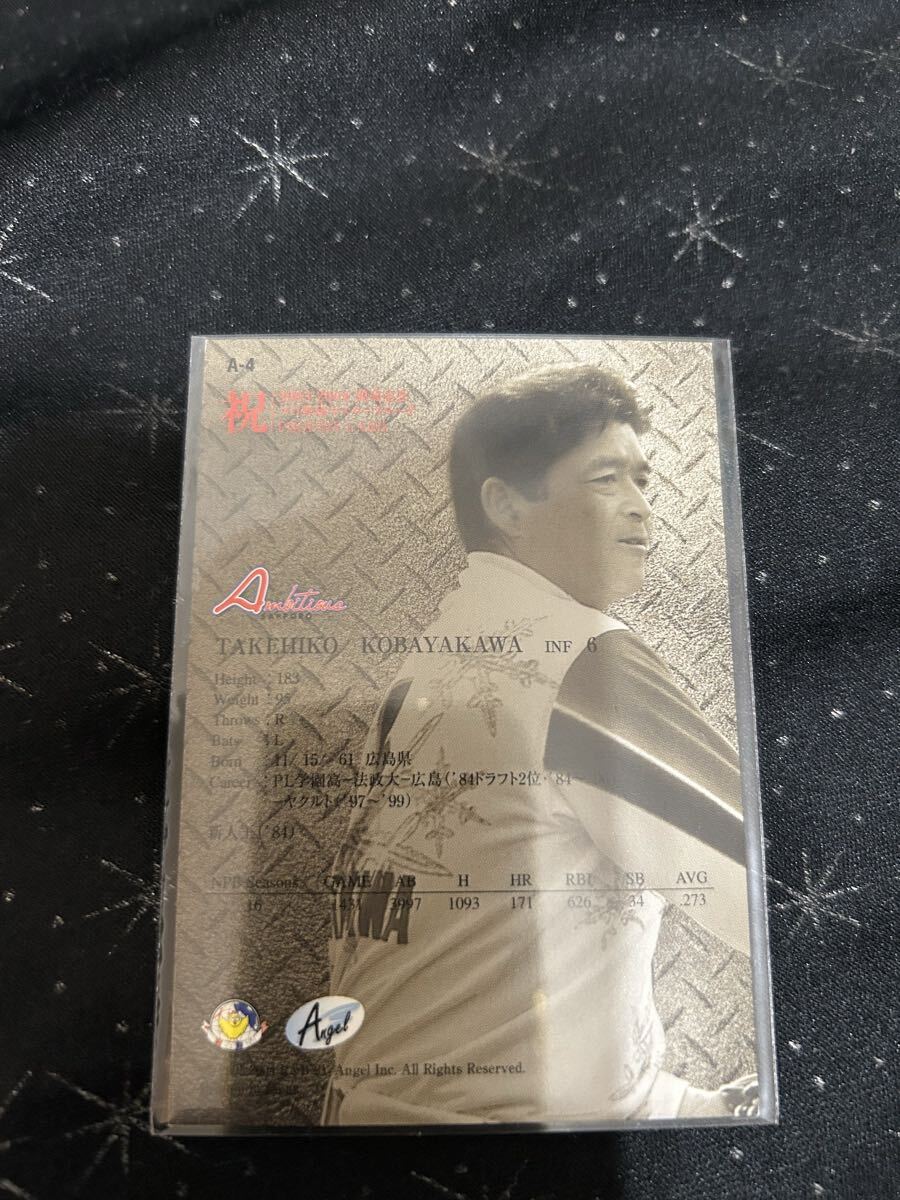 A-4
祝
Ambitious
SAPPORO
TAKEHIKO KOBAYAKAWA INF 6
Height : 183
Weight : 95
Throws : R
Bats : L
Born : 11/15/'61 広島県
Career : PL学園高-法政大-広島('84ドラフト2位・'84～
-ヤクルト('97～'99)
新人王('84)
NPB Seasons GAME AB H HR RBI SB AVG
16 1431 3997 1093 171 626 34 .273
WA
Angel
Angel Inc. All Rights Reserved.